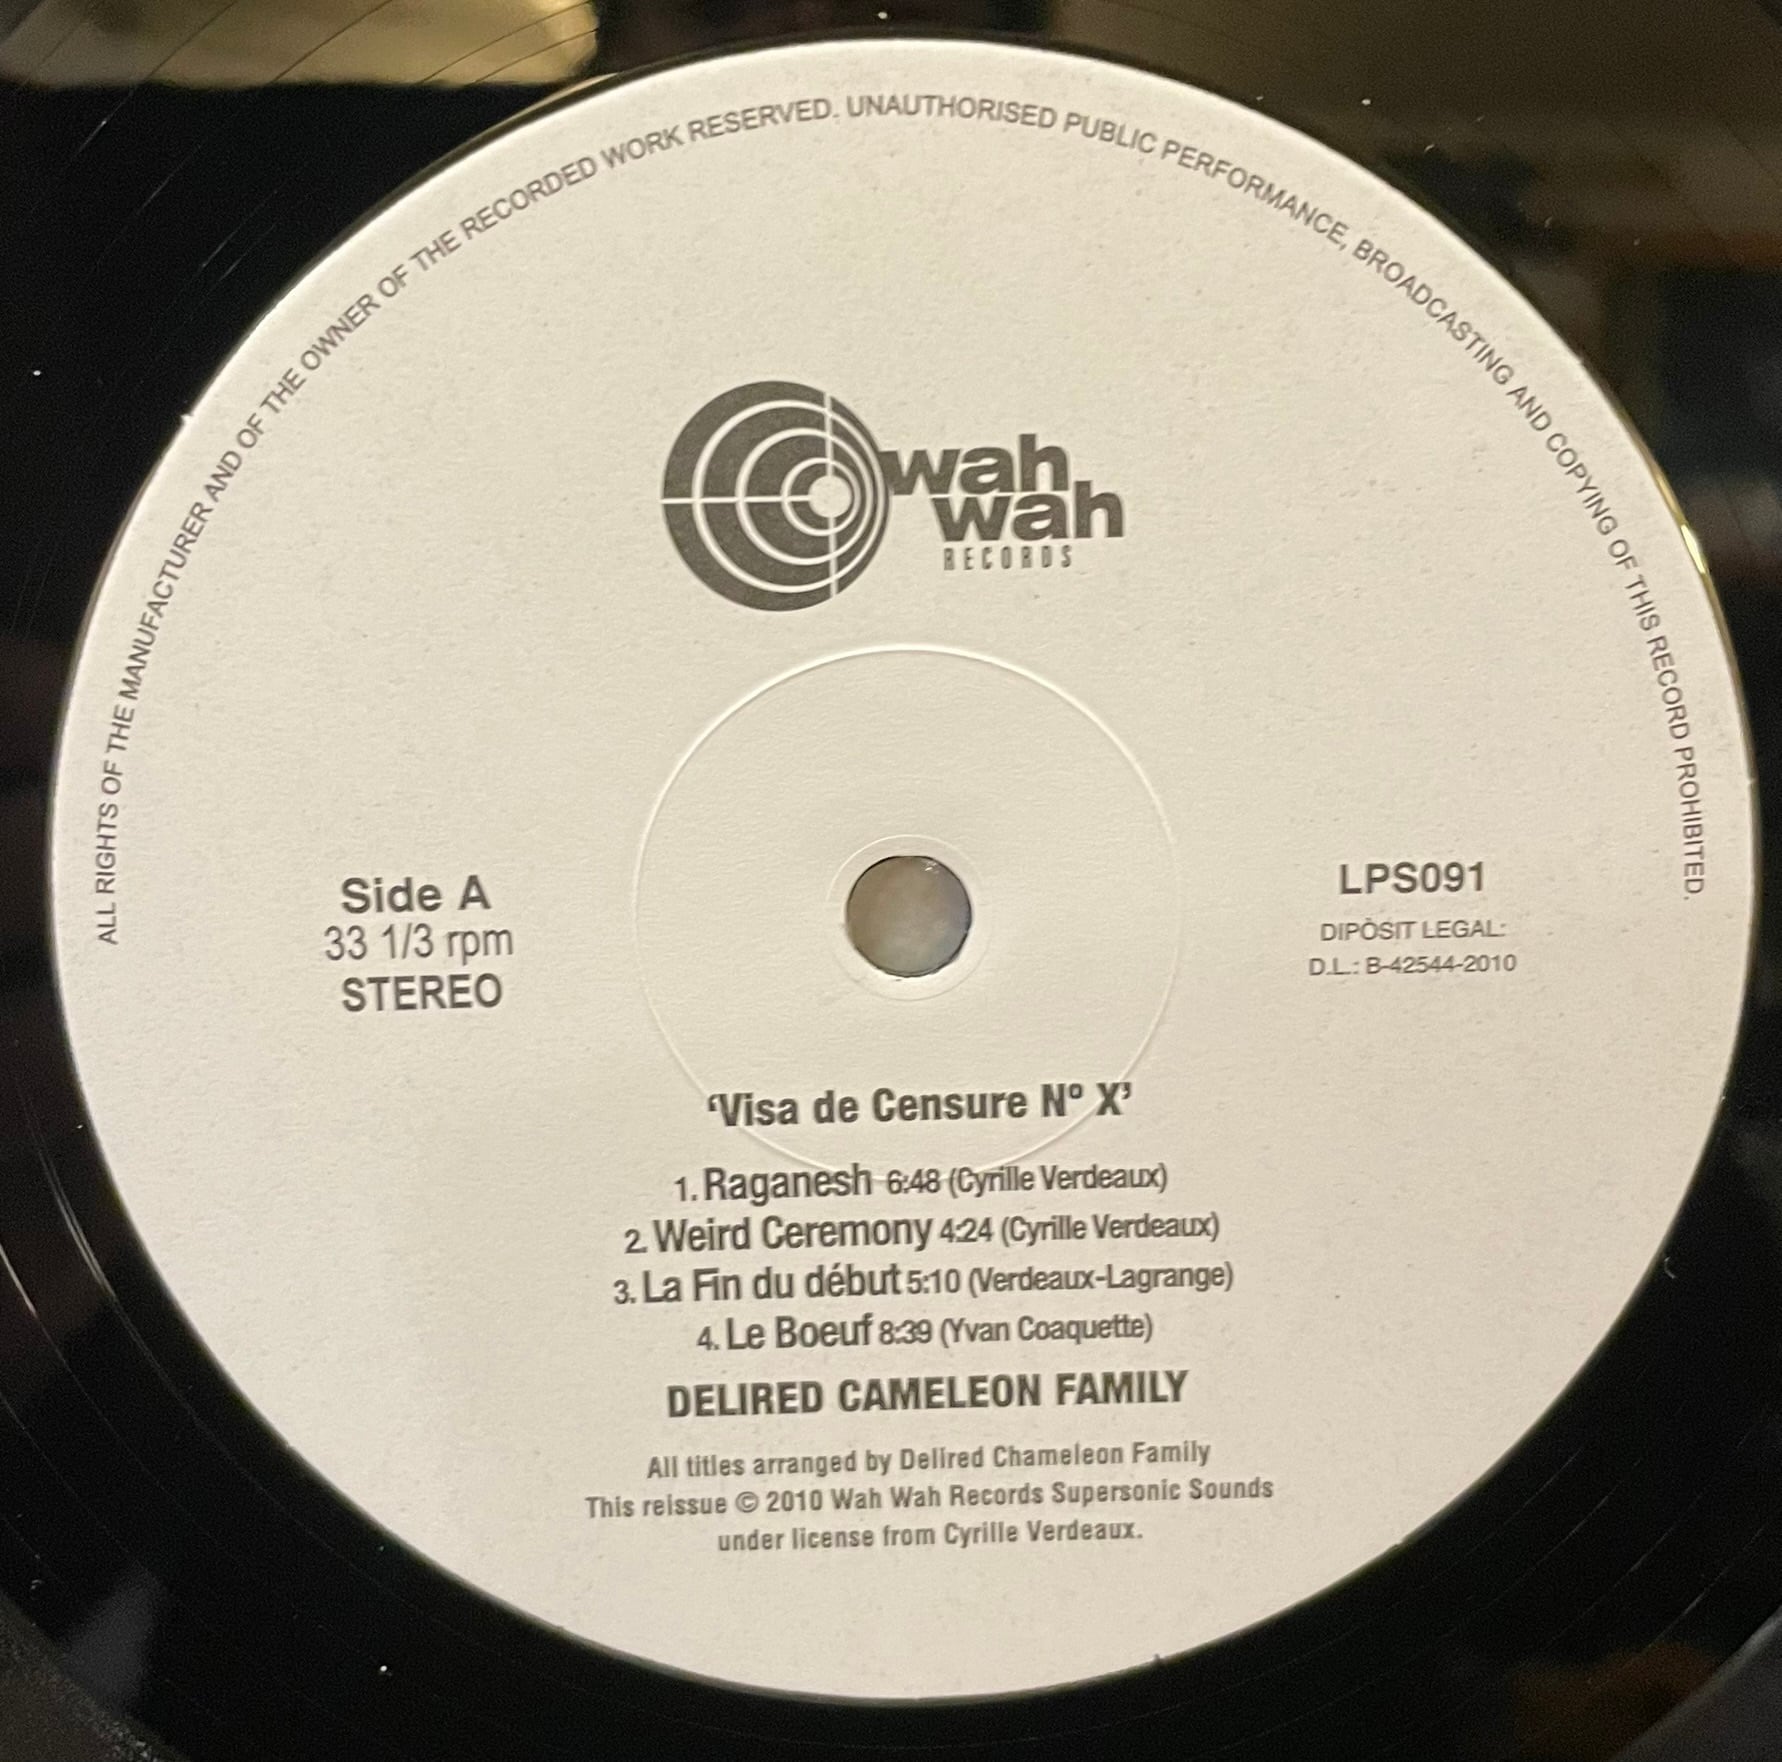 ALL RIGHTS OF THE MANUFACTURER AND OF THE OWNER OF THE RECORDED WORK RESERVED. UNAUTHORISED PUBLIC PERFORMANCE, BROADCASTING AND COPYING OF THIS RECORD PROHIBITED.
wah
wah
RECORDS
Side A
33 1/3 rpm
STEREO
LPS091
DIPÒSIT LEGAL:
D.L.: B-42544-2010
‘Visa de Censure Nº X’
1. Raganesh 6:48 (Cyrille Verdeaux)
2. Weird Ceremony 4:24 (Cyrille Verdeaux)
3. La Fin du début 5:10 (Verdeaux-Lagrange)
4. Le Boeuf 8:39 (Yvan Coaquette)
DELIRED CAMELEON FAMILY
All titles arranged by Delired Chameleon Family
This reissue © 2010 Wah Wah Records Supersonic Sounds
under license from Cyrille Verdeaux.